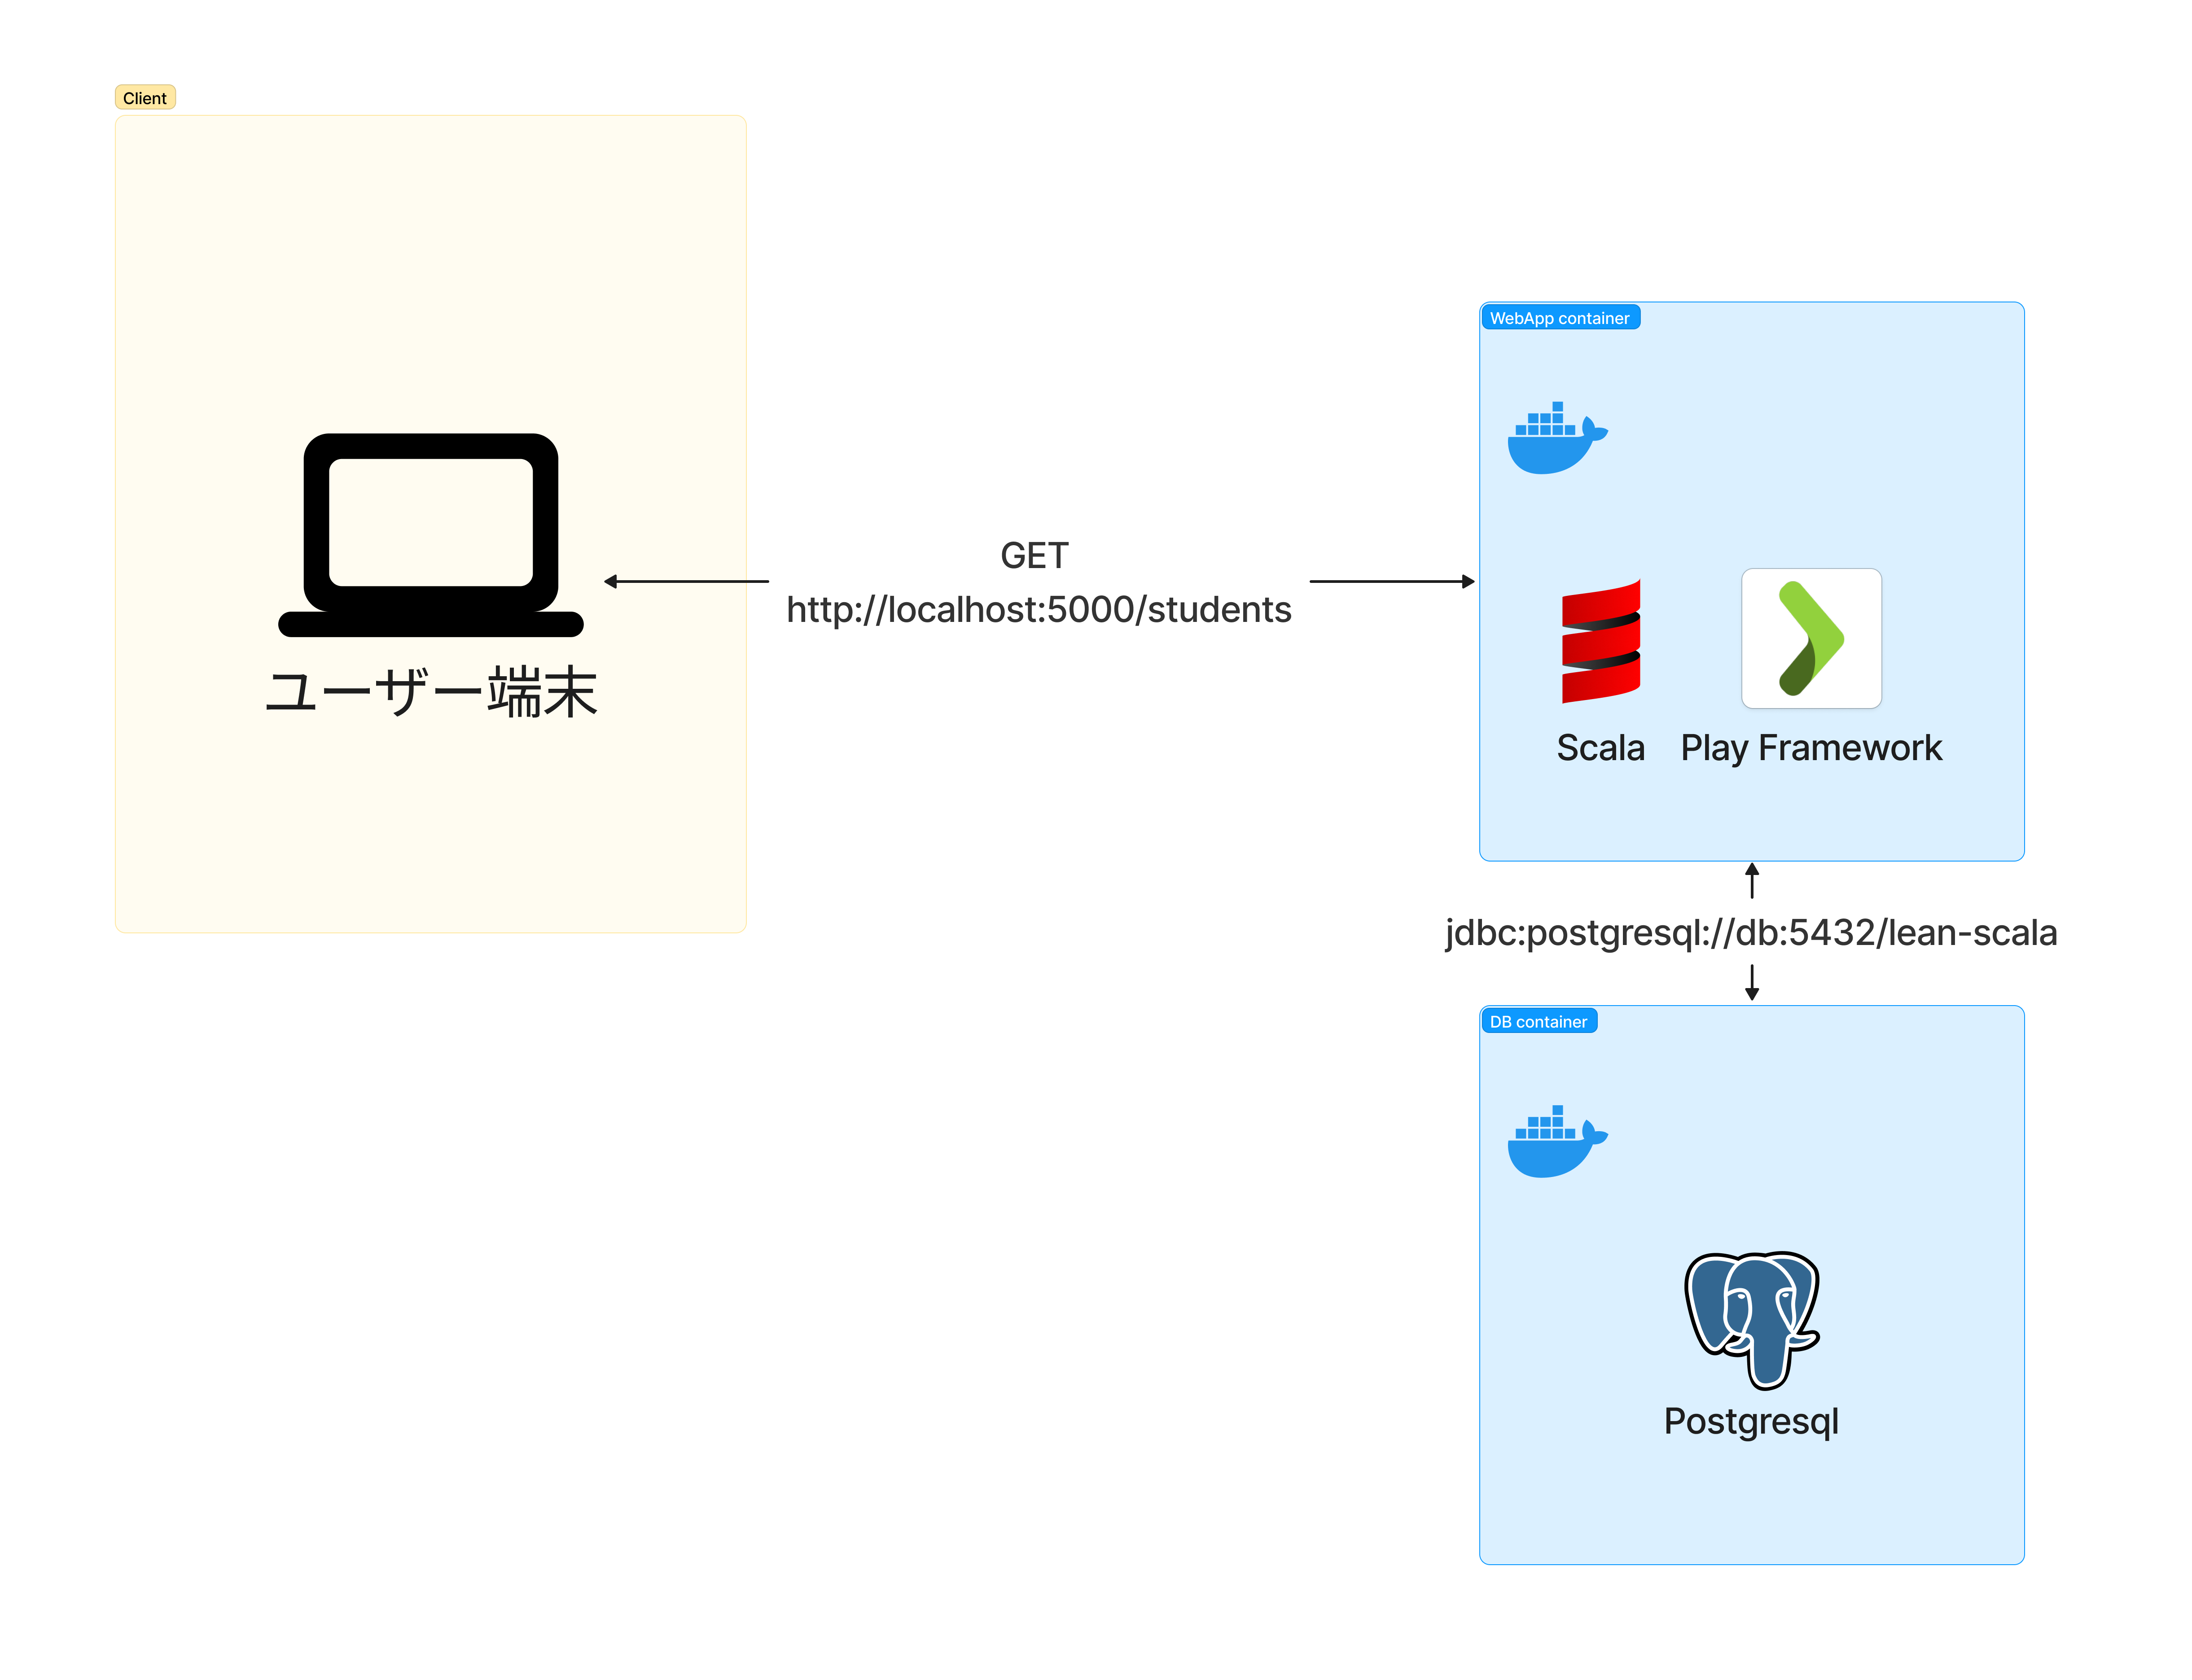 Client
ユーザー端末
GET
http://localhost:5000/students
WebApp container
Scala
Play Framework
jdbc:postgresql://db:5432/lean-scala
DB container
Postgresql